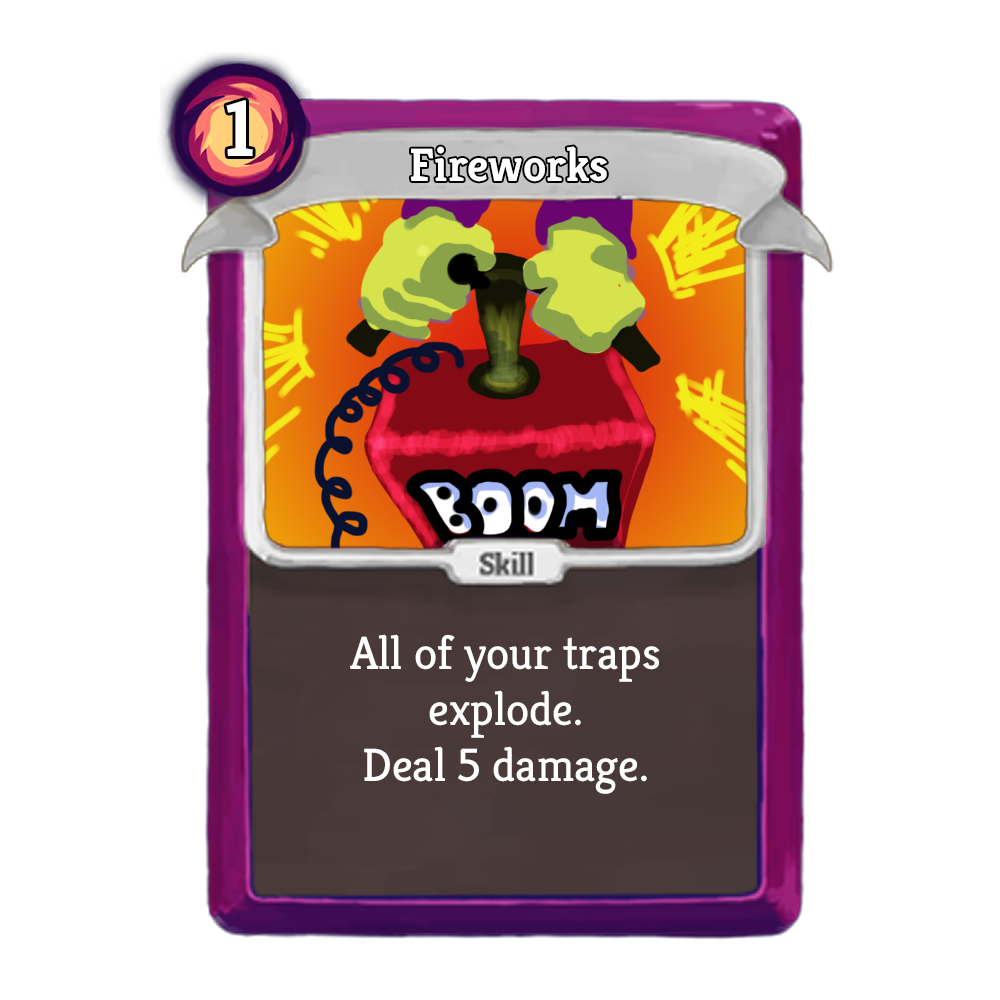 1
Fireworks
BOOM
Skill
All of your traps
explode.
Deal 5 damage.